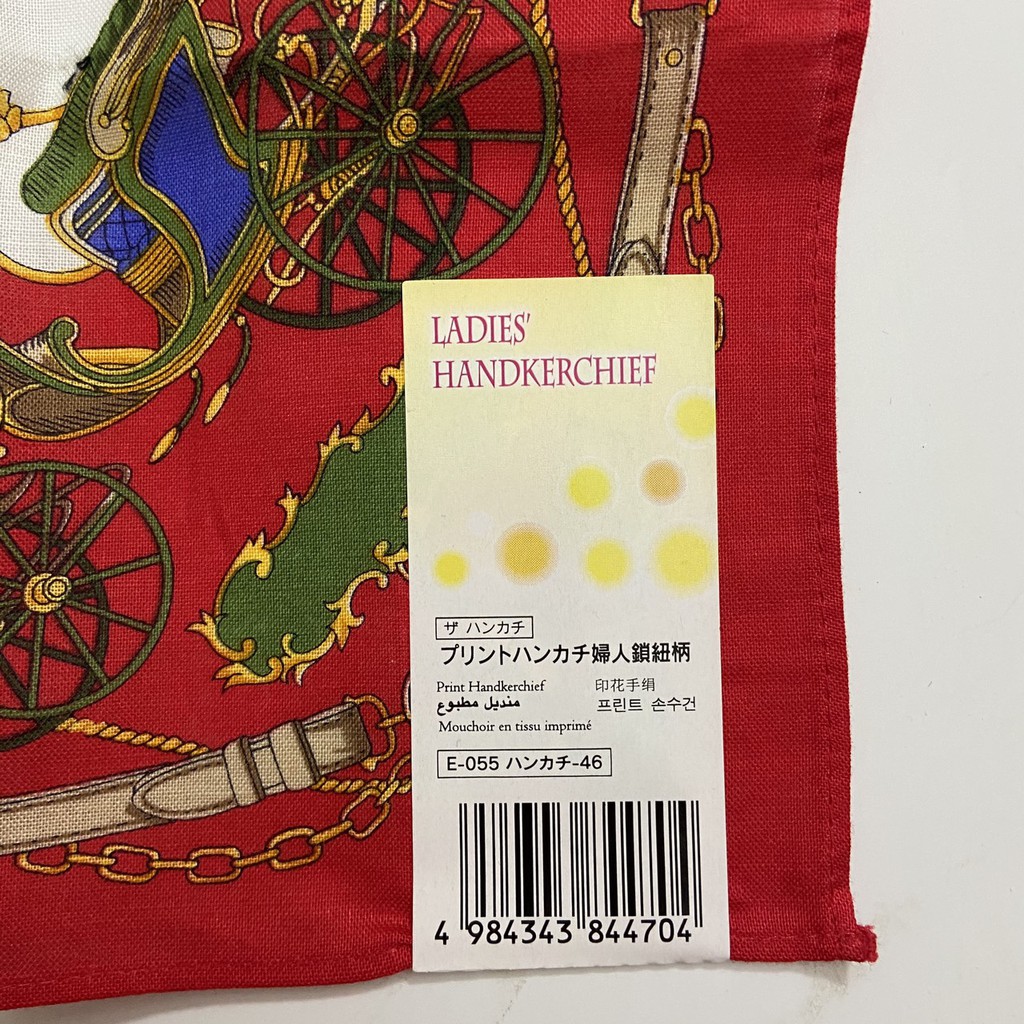 LADIES'
HANDKERCHIEF
ザ ハンカチ
プリントハンカチ婦人鎖紐柄
Print Handkerchief 印花手绢
منديل مطبوع 프린트 손수건
Mouchoir en tissu imprimé
E-055 ハンカチ-46
4 984343 844704